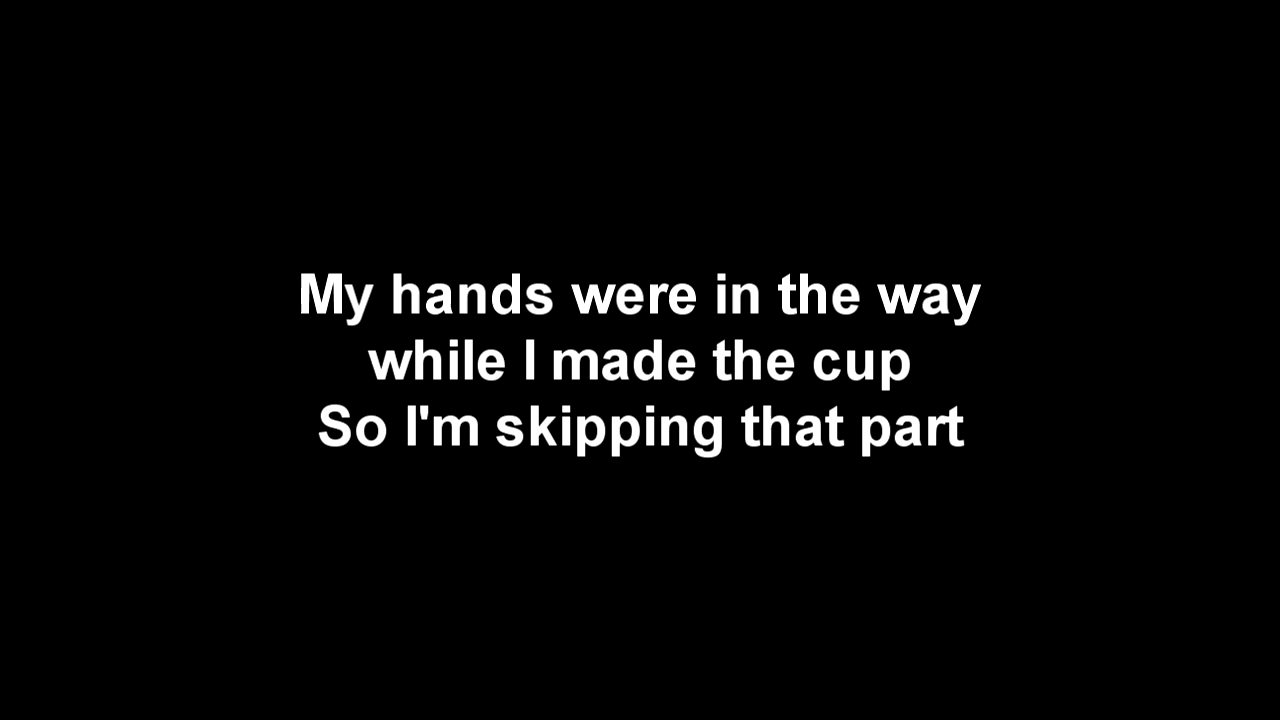 My hands were in the way
while I made the cup
So I'm skipping that part